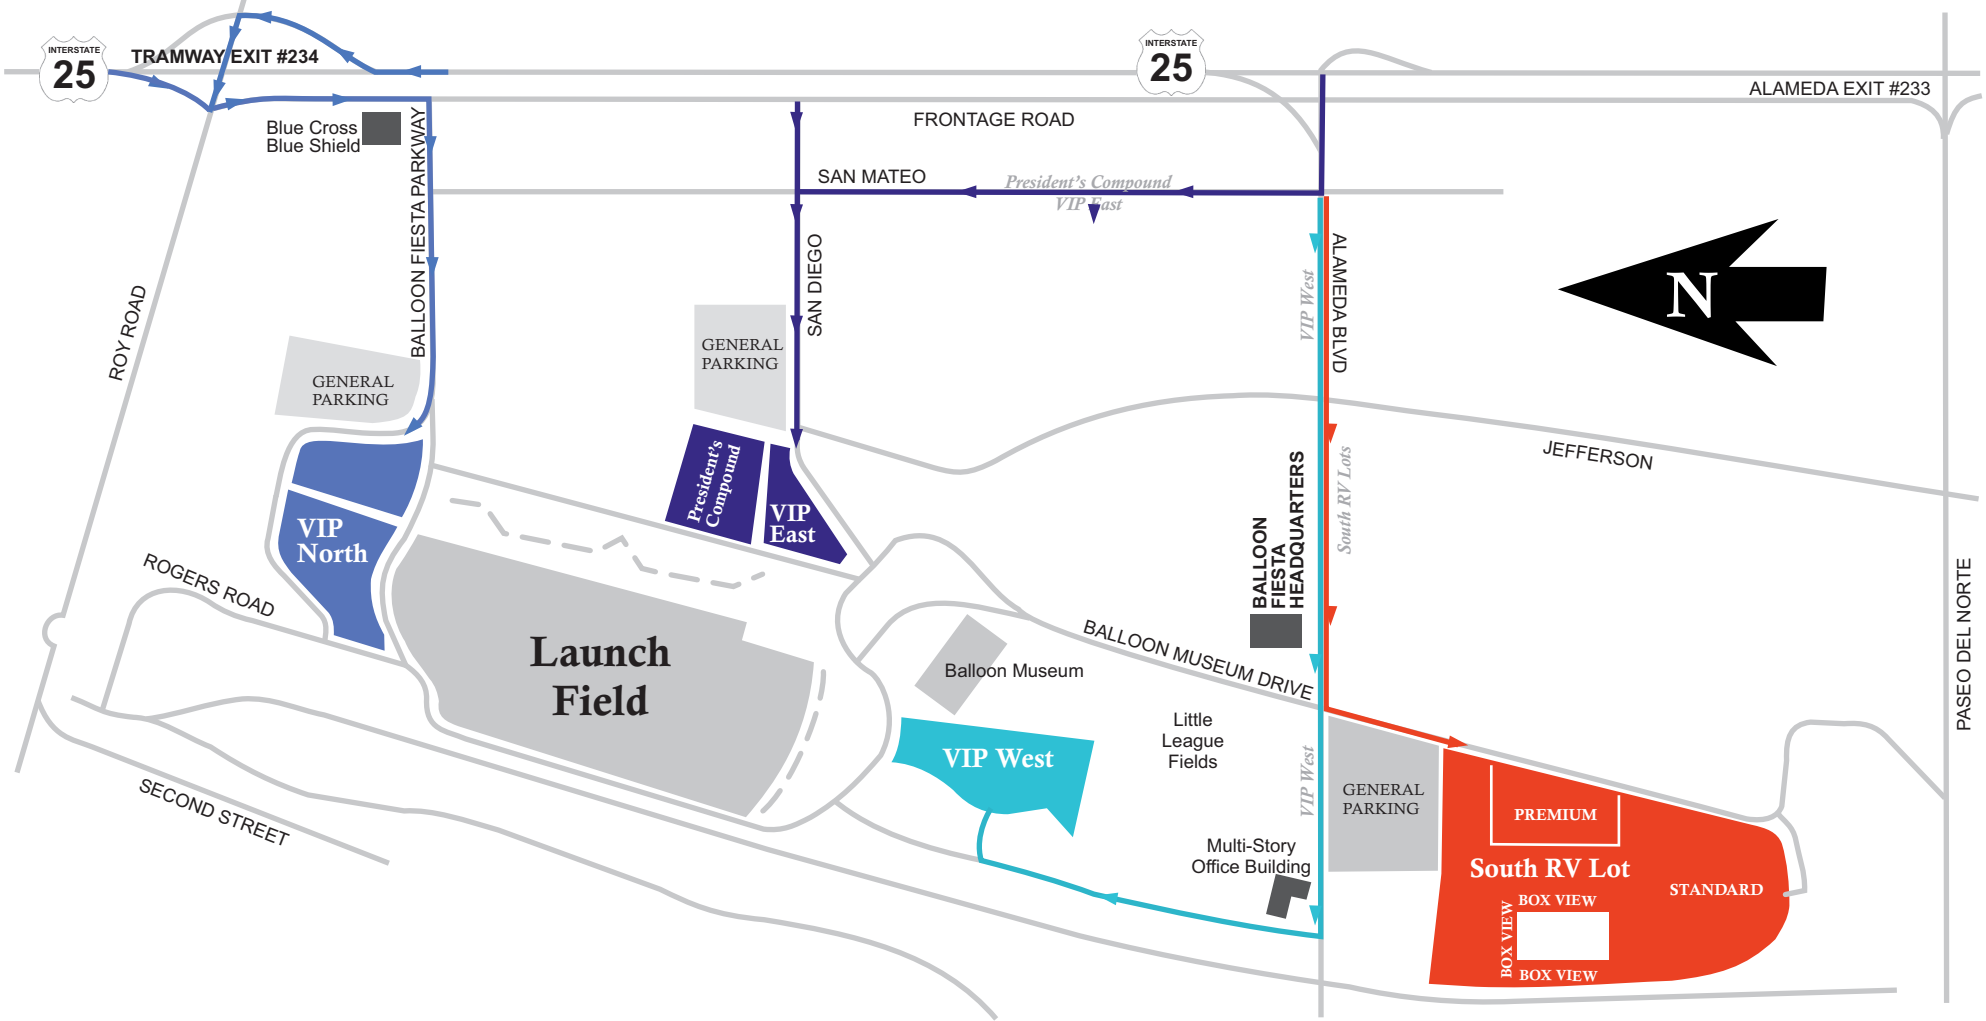 INTERSTATE
25
TRAMWAY EXIT #234
INTERSTATE
25
ALAMEDA EXIT #233
Blue Cross
Blue Shield
BALLOON FIESTA PARKWAY
FRONTAGE ROAD
SAN MATEO
President's Compound
VIP East
SAN DIEGO
VIP West
ALAMEDA BLVD
N
ROY ROAD
GENERAL
PARKING
GENERAL
PARKING
JEFFERSON
President's
Compound
VIP
East
VIP
North
South RV Lots
BALLOON
FIESTA
HEADQUARTERS
ROGERS ROAD
PASEO DEL NORTE
Launch
Field
BALLOON MUSEUM DRIVE
Balloon Museum
Little
League
Fields
VIP West
VIP West
GENERAL
PARKING
PREMIUM
SECOND STREET
Multi-Story
Office Building
South RV Lot
STANDARD
BOX VIEW
BOX VIEW
BOX VIEW